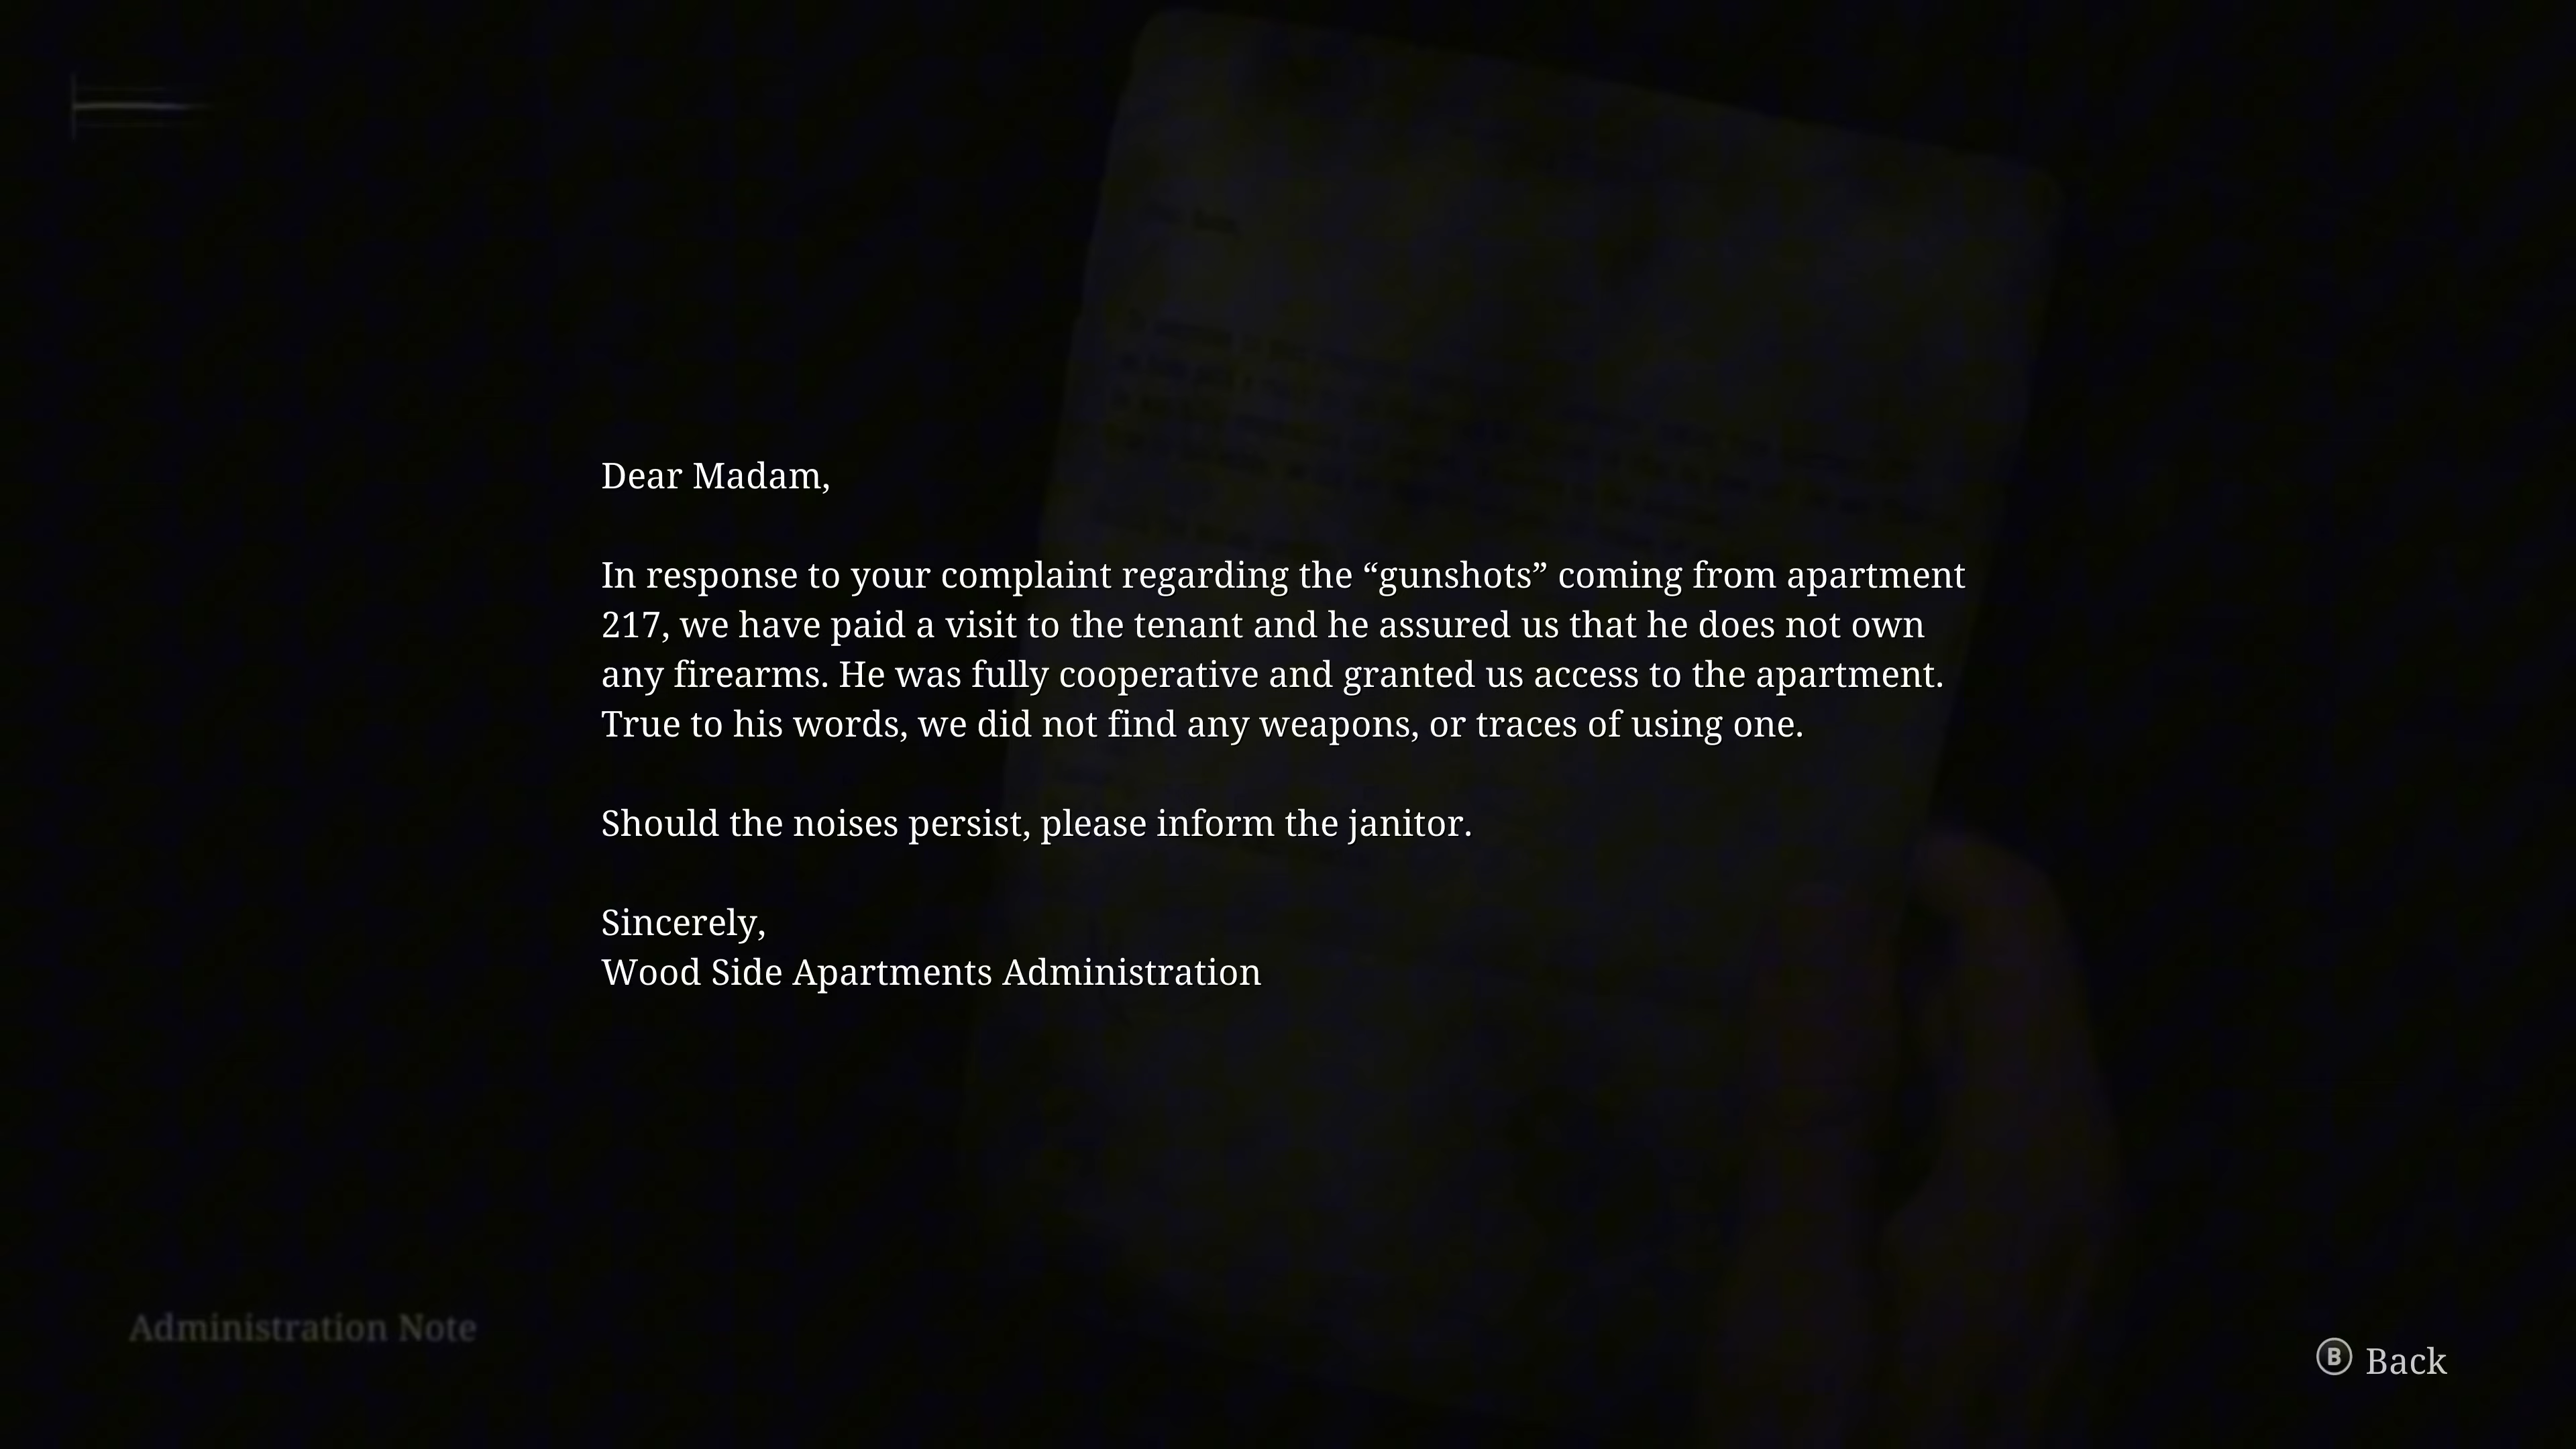 Dear Madam,
In response to your complaint regarding the “gunshots” coming from apartment
217, we have paid a visit to the tenant and he assured us that he does not own
any firearms. He was fully cooperative and granted us access to the apartment.
True to his words, we did not find any weapons, or traces of using one.
Should the noises persist, please inform the janitor.
Sincerely,
Wood Side Apartments Administration
Administration Note
B Back